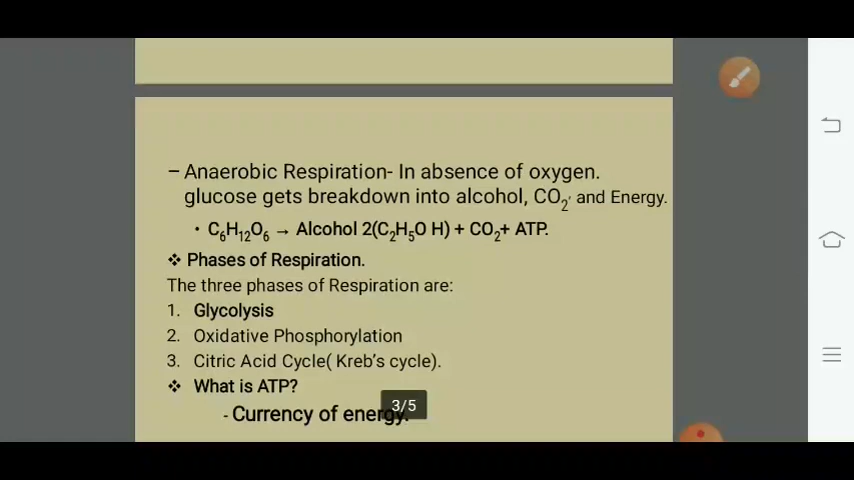 – Anaerobic Respiration- In absence of oxygen.
glucose gets breakdown into alcohol, CO₂, and Energy.
• C₆H₁₂O₆ → Alcohol 2(C₂H₅O H) + CO₂+ ATP.
❖ Phases of Respiration.
The three phases of Respiration are:
1. Glycolysis
2. Oxidative Phosphorylation
3. Citric Acid Cycle( Kreb's cycle).
❖ What is ATP?
- Currency of energy.
3/5